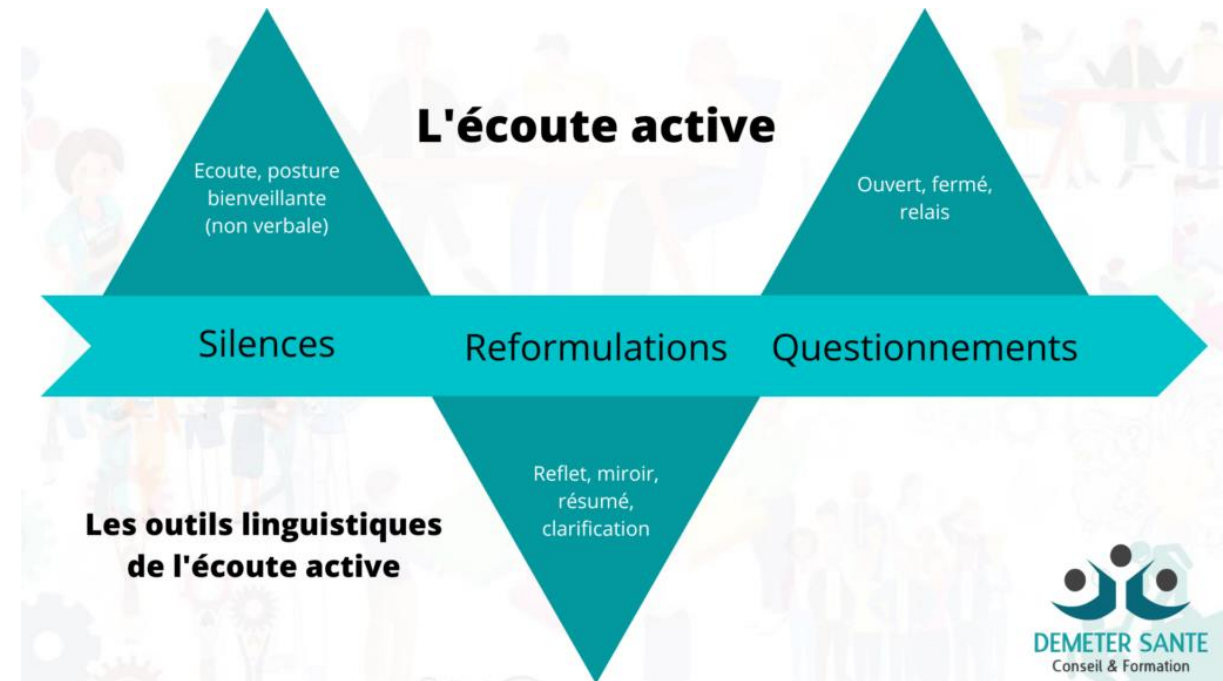 L'écoute active
Ecoute, posture
bienveillante
(non verbale)
Ouvert, fermé,
relais
Silences
Reformulations
Questionnements
Reflet, miroir,
résumé,
clarification
Les outils linguistiques
de l'écoute active
DEMETER SANTE
Conseil & Formation